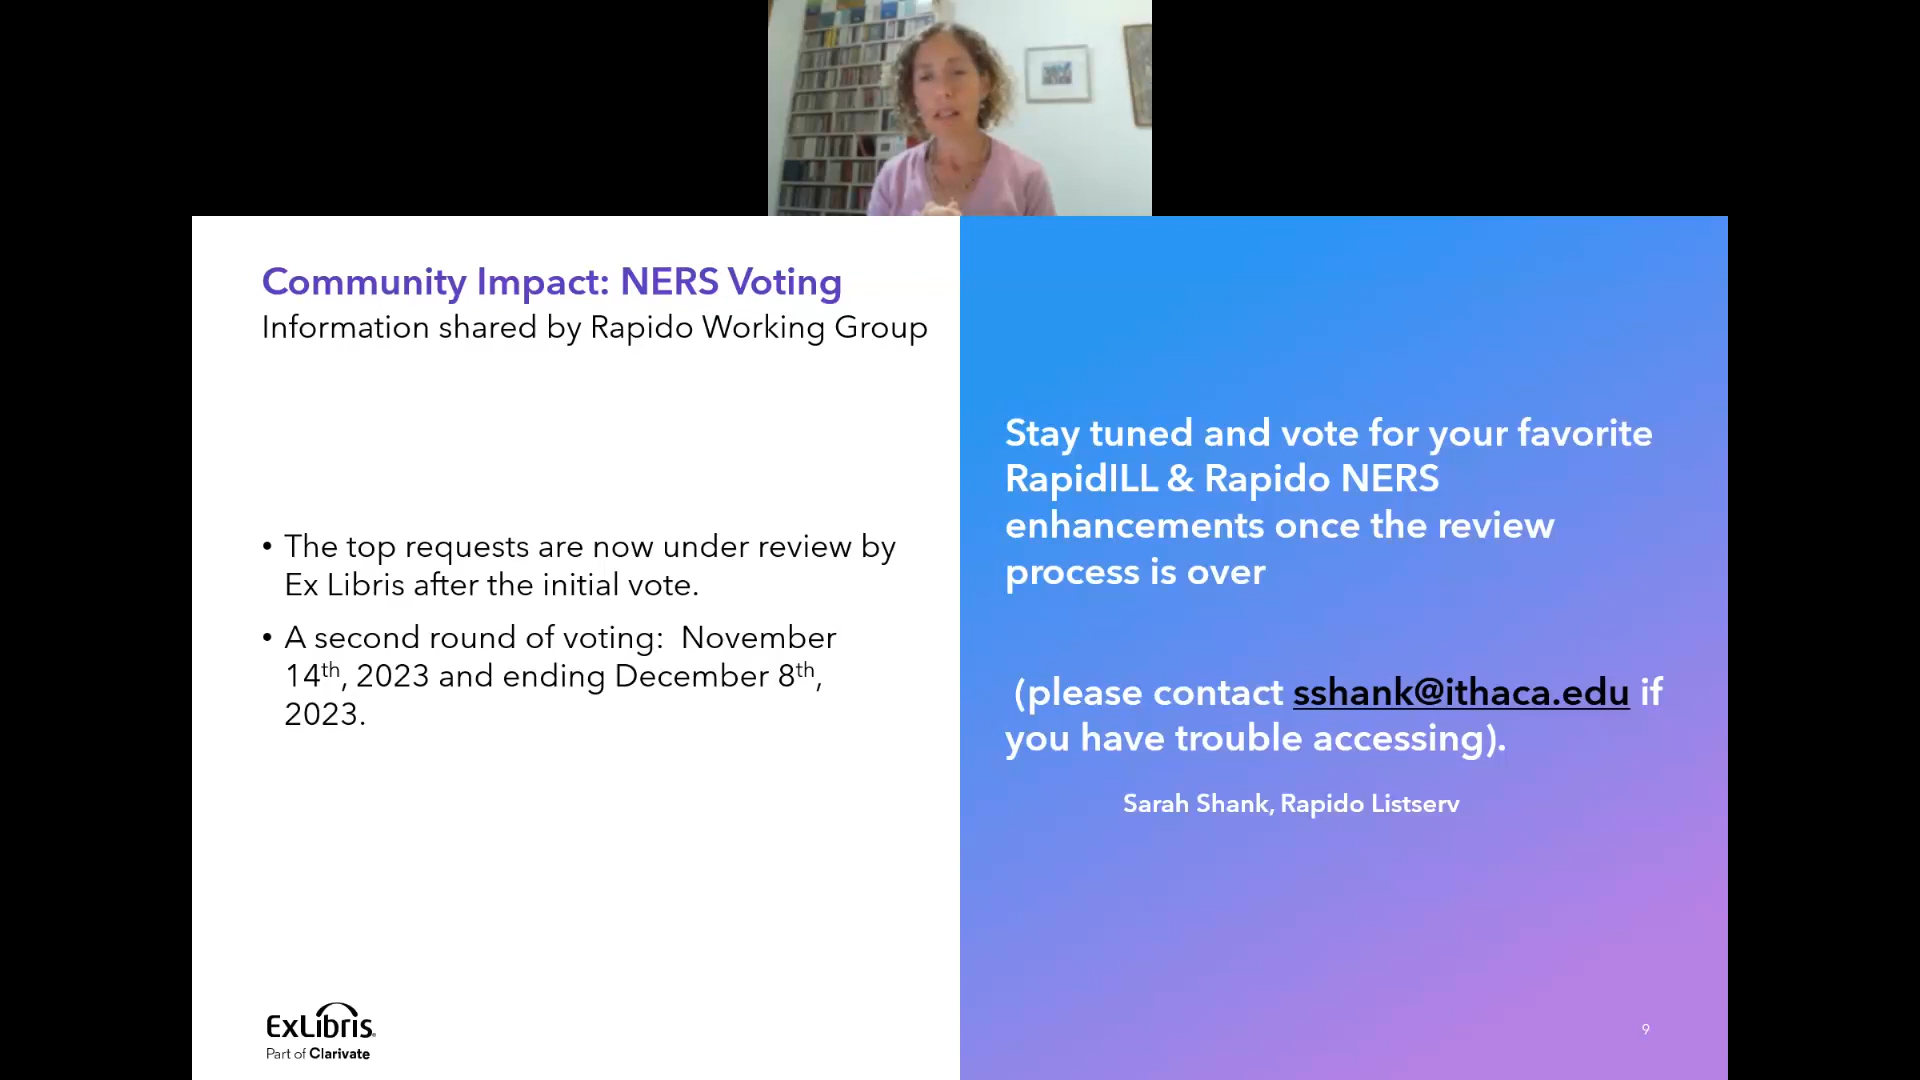 Community Impact: NERS Voting
Information shared by Rapido Working Group
• The top requests are now under review by
Ex Libris after the initial vote.
• A second round of voting:  November
14th, 2023 and ending December 8th,
2023.
Stay tuned and vote for your favorite
RapidILL & Rapido NERS
enhancements once the review
process is over
(please contact sshank@ithaca.edu if
you have trouble accessing).
Sarah Shank, Rapido Listserv
ExLibris
Part of Clarivate
9